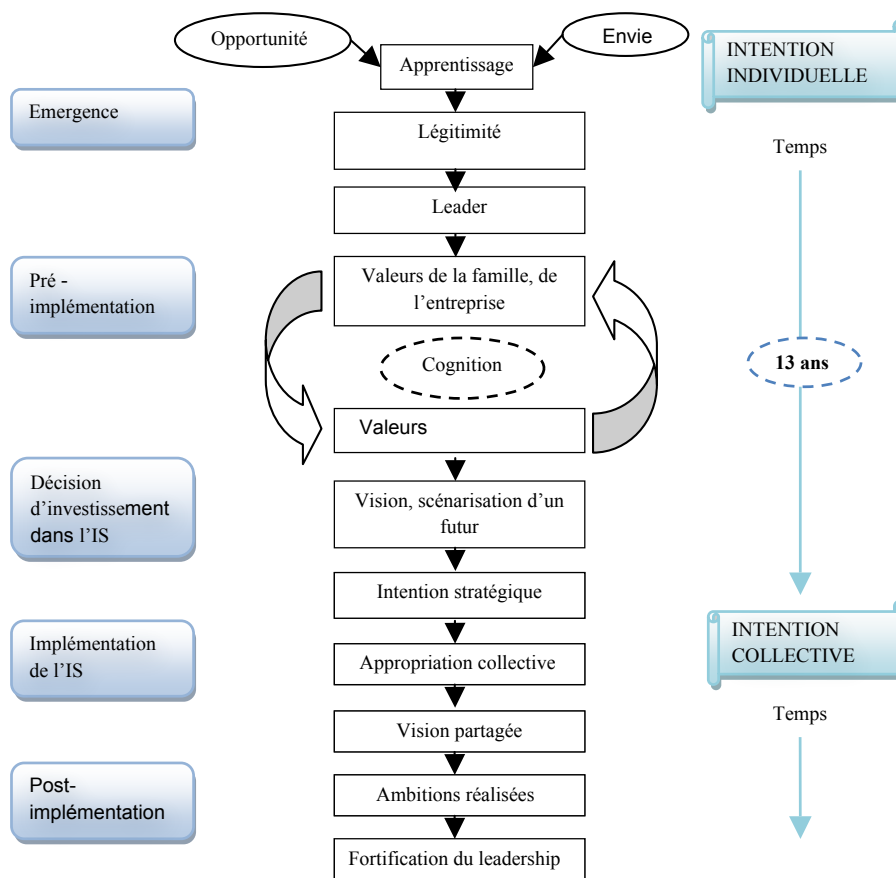 Opportunité
Envie
Apprentissage
INTENTION
INDIVIDUELLE
Emergence
Légitimité
Temps
Leader
Pré -
implémentation
Valeurs de la famille, de
l’entreprise
Cognition
13 ans
Valeurs
Décision
d’investissement
dans l’IS
Vision, scénarisation d’un
futur
Intention stratégique
Implémentation
de l’IS
Appropriation collective
INTENTION
COLLECTIVE
Vision partagée
Temps
Post-
implémentation
Ambitions réalisées
Fortification du leadership